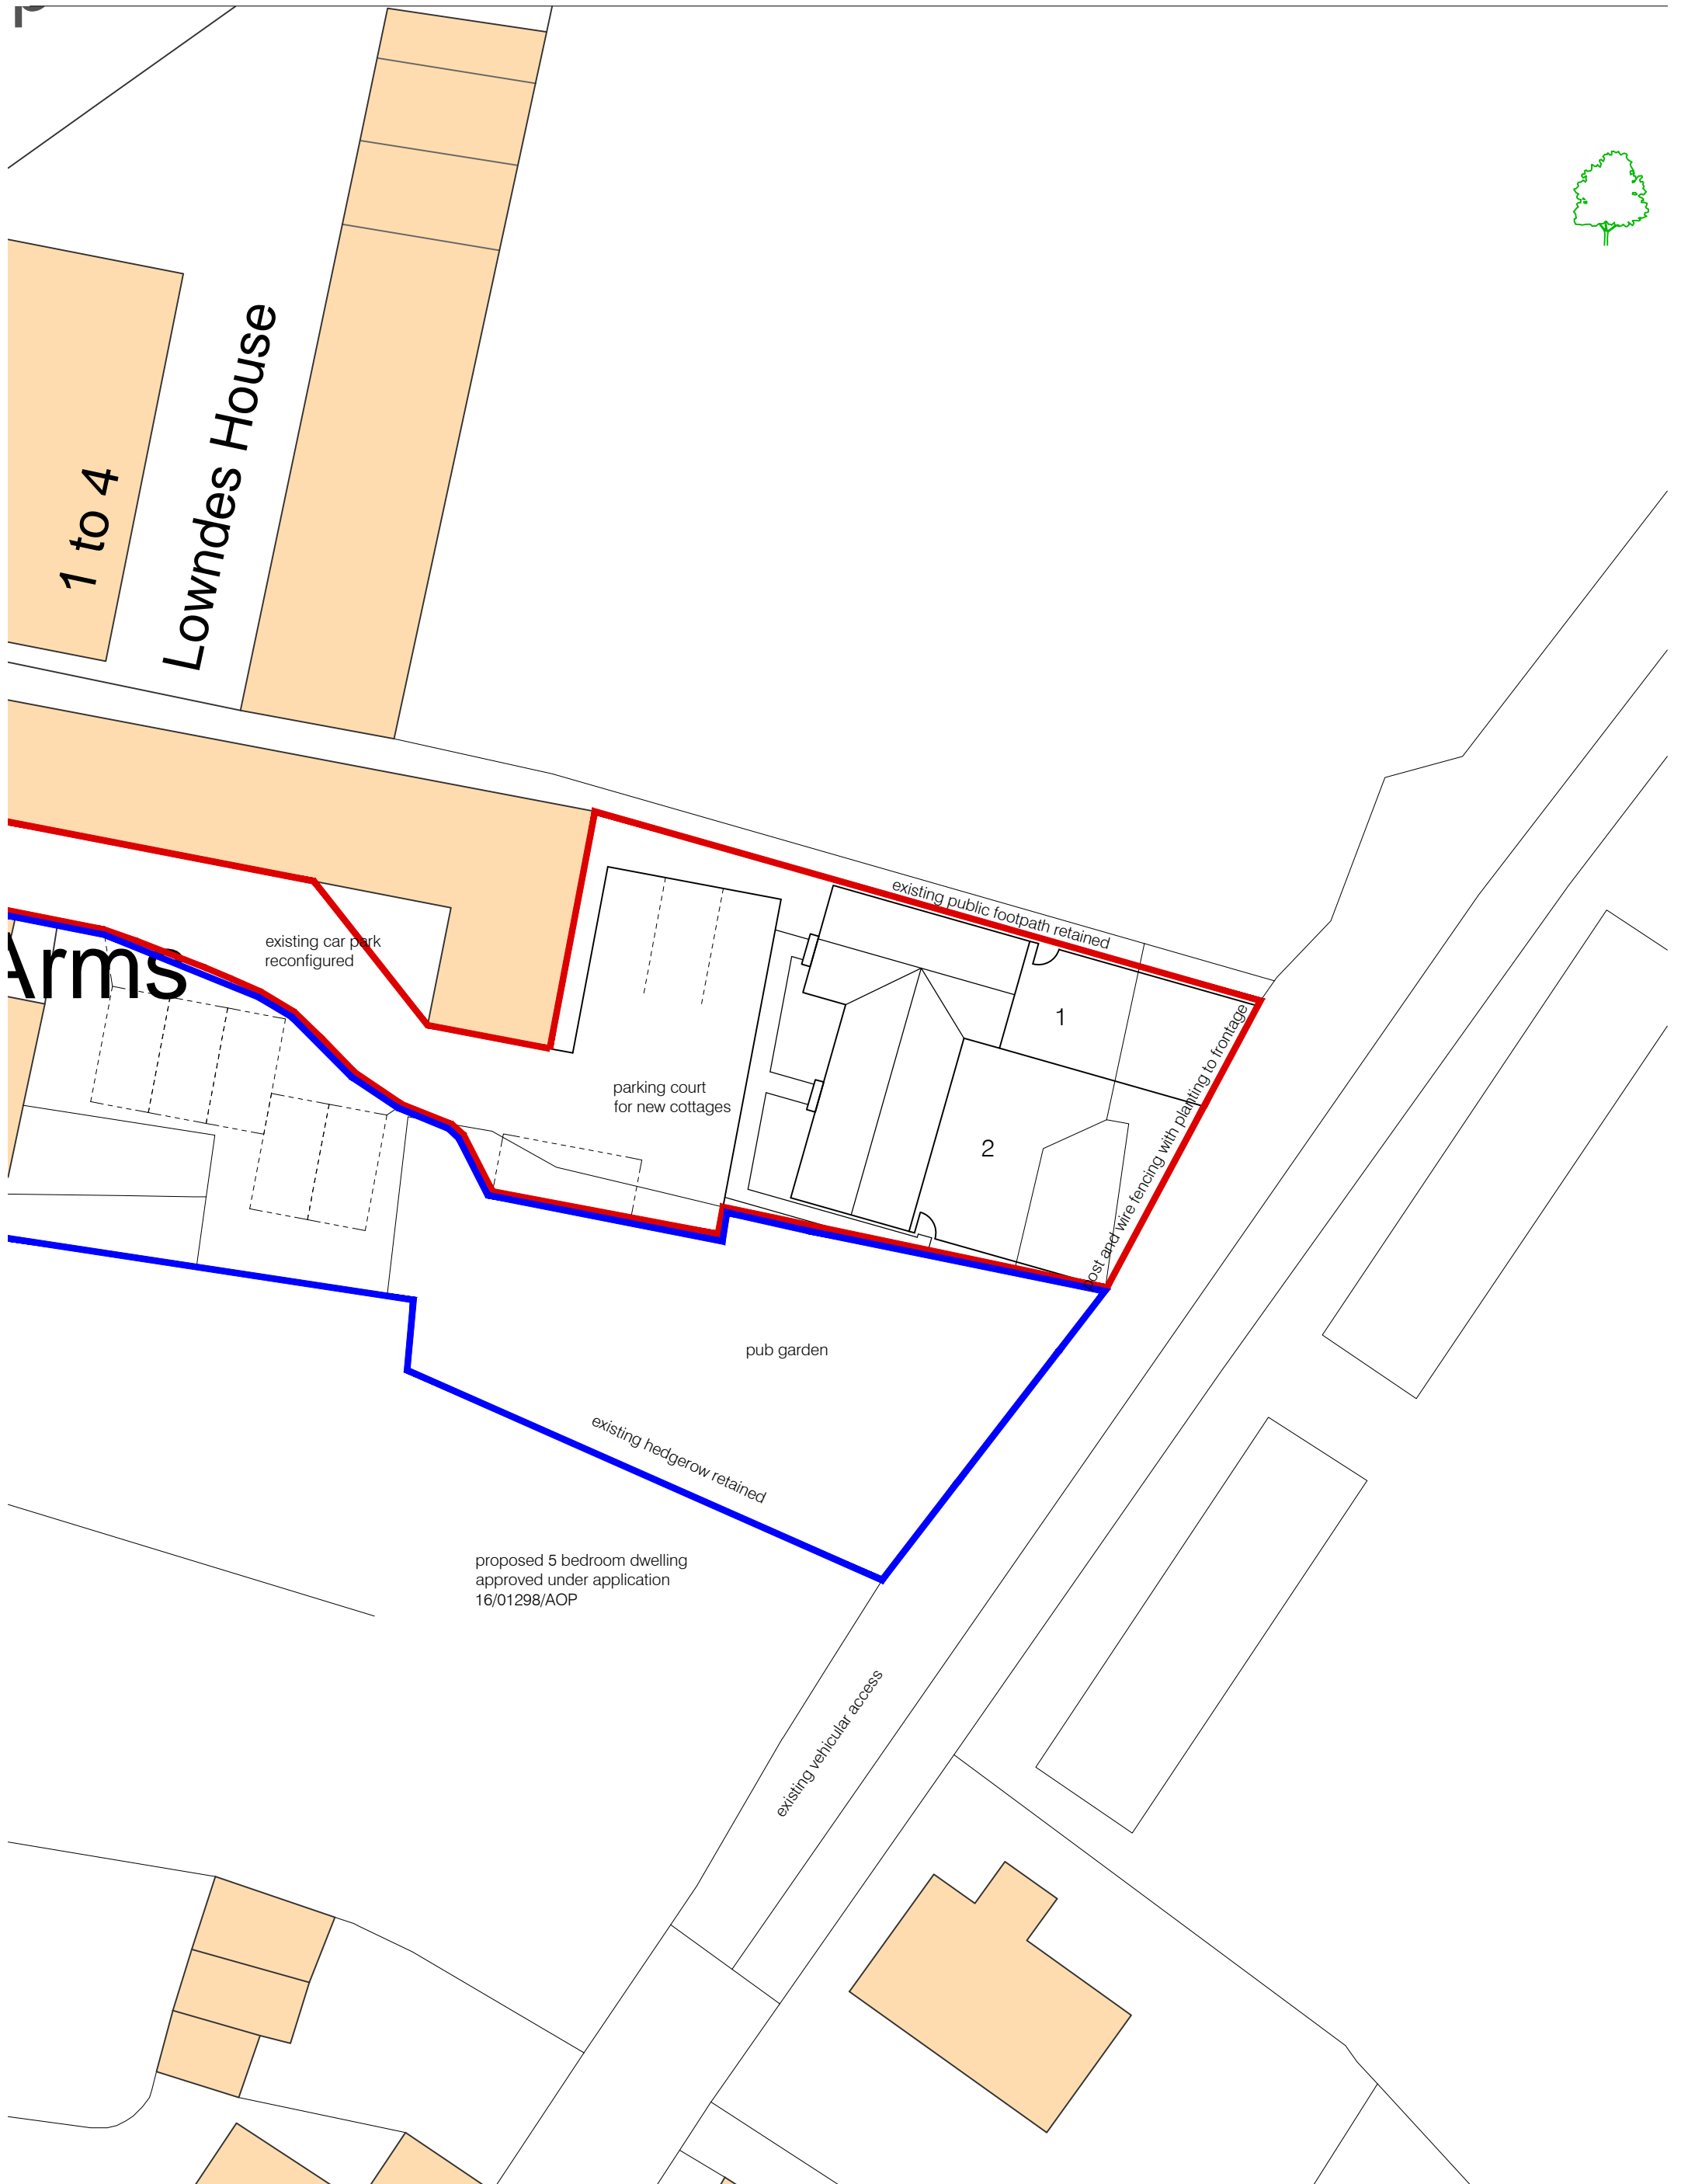 1 to 4
Lowndes House
Arms
existing car park
reconfigured
existing public footpath retained
1
parking court
for new cottages
2
post and wire fencing with planting to frontage
pub garden
existing hedgerow retained
proposed 5 bedroom dwelling
approved under application
16/01298/AOP
existing vehicular access